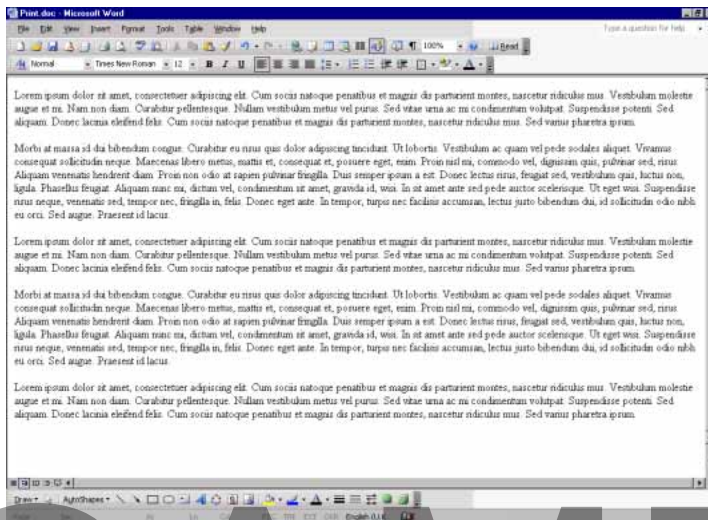 Print.doc - Microsoft Word
File Edit View Insert Format Tools Table Window Help Type a question for help
100% Read
Normal Times New Roman 12 B I U
Lorem ipsum dolor sit amet, consectetuer adipiscing elit. Cum sociis natoque penatibus et magnis dis parturient montes, nascetur ridiculus mus. Vestibulum molestie
augue et mi. Nam non diam. Curabitur pellentesque. Nullam vestibulum metus vel purus. Sed vitae urna ac mi condimentum volutpat. Suspendisse potenti. Sed
aliquam. Donec lacinia eleifend felis. Cum sociis natoque penatibus et magnis dis parturient montes, nascetur ridiculus mus. Sed varius pharetra ipsum.
Morbi at massa id dui bibendum congue. Curabitur eu risus quis dolor adipiscing tincidunt. Ut lobortis. Vestibulum ac quam vel pede sodales aliquet. Vivamus
consequat sollicitudin neque. Maecenas libero metus, mattis et, consequat et, posuere eget, enim. Proin nisl mi, commodo vel, dignissim quis, pulvinar sed, risus.
Aliquam venenatis hendrerit diam. Proin non odio at sapien pulvinar fringilla. Duis semper ipsum a est. Donec lectus risus, feugiat sed, vestibulum quis, luctus non,
ligula. Phasellus feugiat. Aliquam nunc mi, dictum vel, condimentum sit amet, gravida id, wisi. In sit amet ante sed pede auctor scelerisque. Ut eget wisi. Suspendisse
risus neque, venenatis sed, tempor nec, fringilla in, felis. Donec eget ante. In tempor, turpis nec facilisis accumsan, lectus justo bibendum dui, id sollicitudin odio nibh
eu orci. Sed augue. Praesent id lacus.
Lorem ipsum dolor sit amet, consectetuer adipiscing elit. Cum sociis natoque penatibus et magnis dis parturient montes, nascetur ridiculus mus. Vestibulum molestie
augue et mi. Nam non diam. Curabitur pellentesque. Nullam vestibulum metus vel purus. Sed vitae urna ac mi condimentum volutpat. Suspendisse potenti. Sed
aliquam. Donec lacinia eleifend felis. Cum sociis natoque penatibus et magnis dis parturient montes, nascetur ridiculus mus. Sed varius pharetra ipsum.
Morbi at massa id dui bibendum congue. Curabitur eu risus quis dolor adipiscing tincidunt. Ut lobortis. Vestibulum ac quam vel pede sodales aliquet. Vivamus
consequat sollicitudin neque. Maecenas libero metus, mattis et, consequat et, posuere eget, enim. Proin nisl mi, commodo vel, dignissim quis, pulvinar sed, risus.
Aliquam venenatis hendrerit diam. Proin non odio at sapien pulvinar fringilla. Duis semper ipsum a est. Donec lectus risus, feugiat sed, vestibulum quis, luctus non,
ligula. Phasellus feugiat. Aliquam nunc mi, dictum vel, condimentum sit amet, gravida id, wisi. In sit amet ante sed pede auctor scelerisque. Ut eget wisi. Suspendisse
risus neque, venenatis sed, tempor nec, fringilla in, felis. Donec eget ante. In tempor, turpis nec facilisis accumsan, lectus justo bibendum dui, id sollicitudin odio nibh
eu orci. Sed augue. Praesent id lacus.
Lorem ipsum dolor sit amet, consectetuer adipiscing elit. Cum sociis natoque penatibus et magnis dis parturient montes, nascetur ridiculus mus. Vestibulum molestie
augue et mi. Nam non diam. Curabitur pellentesque. Nullam vestibulum metus vel purus. Sed vitae urna ac mi condimentum volutpat. Suspendisse potenti. Sed
aliquam. Donec lacinia eleifend felis. Cum sociis natoque penatibus et magnis dis parturient montes, nascetur ridiculus mus. Sed varius pharetra ipsum.
Draw AutoShapes
English (U.K